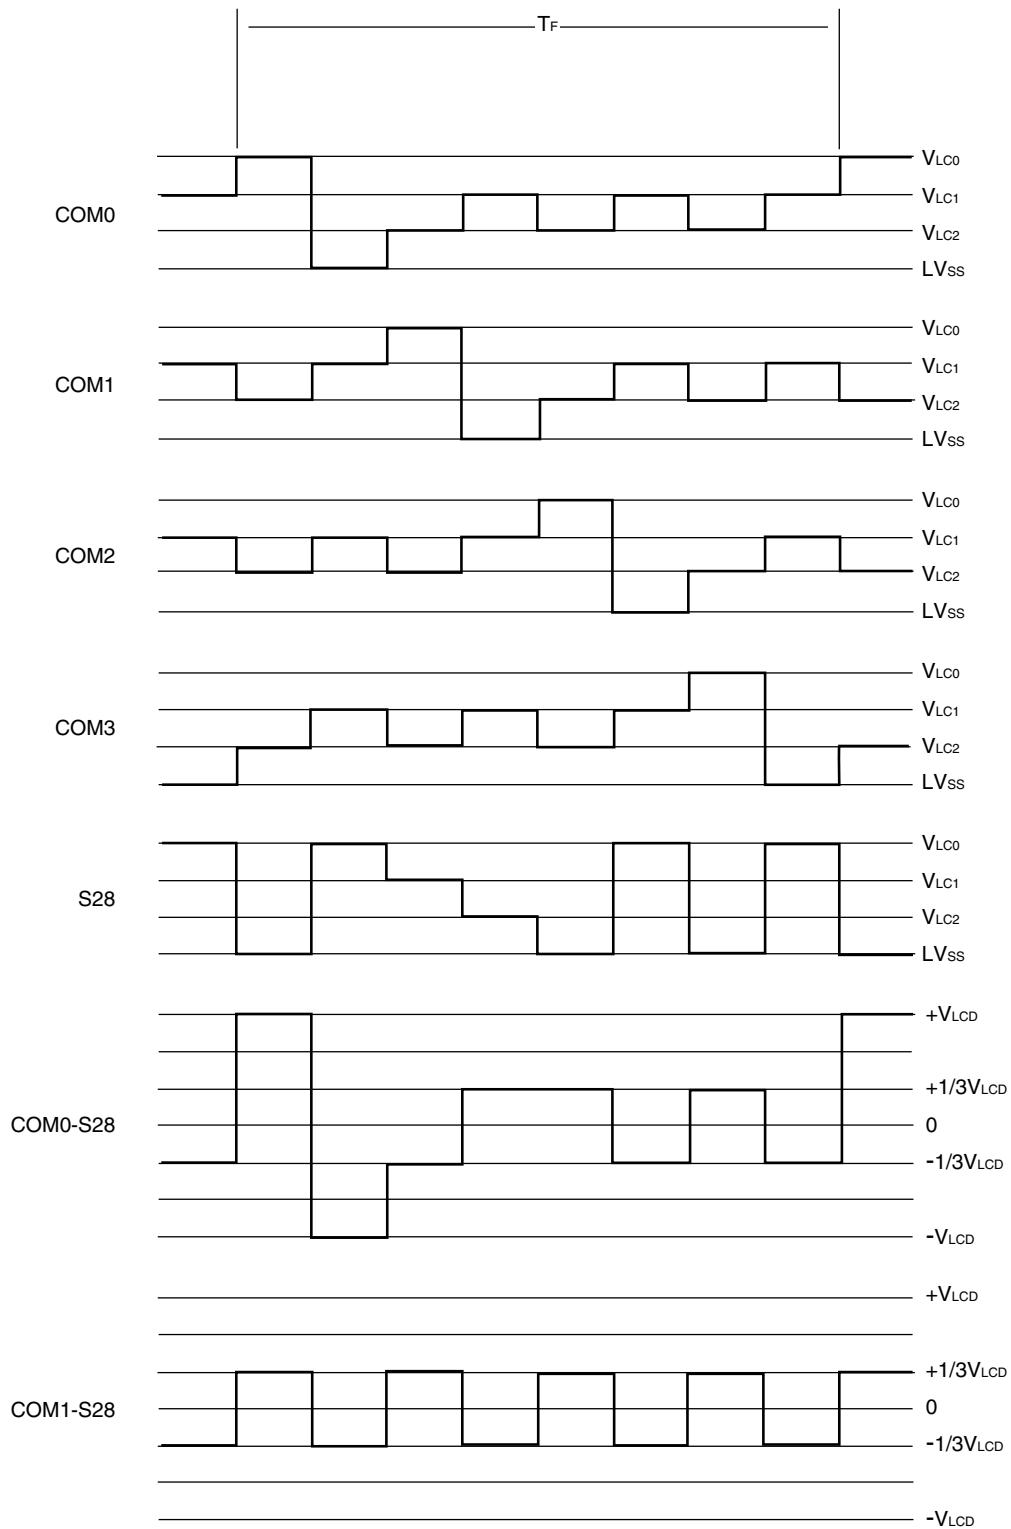 TF
VLC0
VLC1
COM0
VLC2
LVSS
VLC0
VLC1
COM1
VLC2
LVSS
VLC0
VLC1
COM2
VLC2
LVSS
VLC0
VLC1
COM3
VLC2
LVSS
VLC0
VLC1
S28
VLC2
LVSS
+VLCD
+1/3VLCD
COM0-S28
0
-1/3VLCD
-VLCD
+VLCD
+1/3VLCD
COM1-S28
0
-1/3VLCD
-VLCD